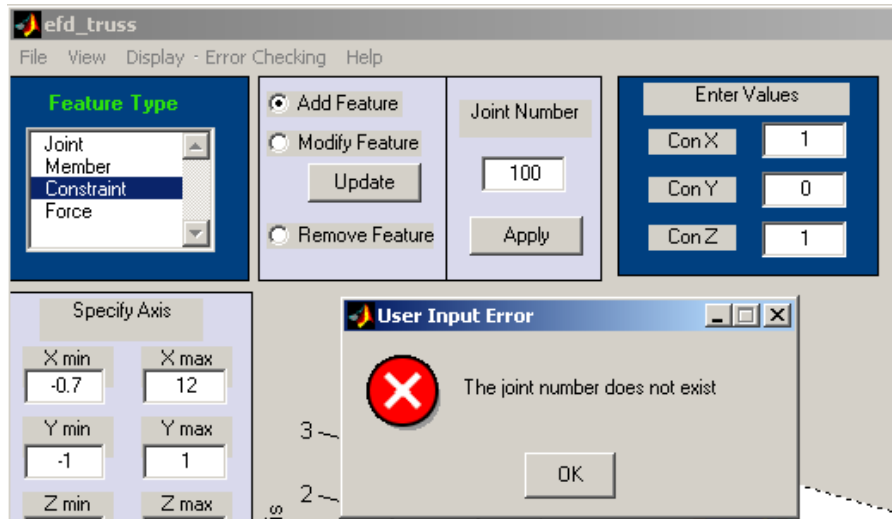 efd_truss
File View Display - Error Checking Help
Feature Type
Joint
Member
Constraint
Force
Add Feature
Modify Feature
Update
Remove Feature
Joint Number
100
Apply
Enter Values
Con X 1
Con Y 0
Con Z 1
Specify Axis
X min X max
-0.7 12
Y min Y max
-1 1
Z min Z max
3
2
User Input Error
The joint number does not exist
OK